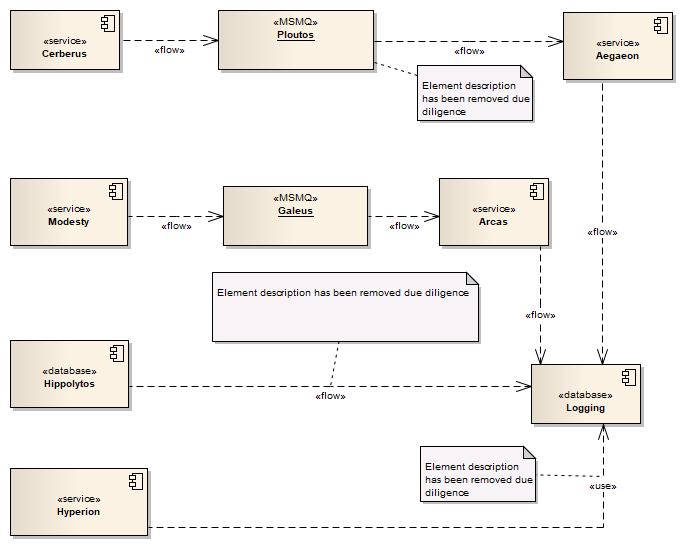 «service»
Cerberus
«flow»
«MSMQ»
Ploutos
«flow»
«service»
Aegaeon
Element description
has been removed due
diligence
«service»
Modesty
«flow»
«MSMQ»
Galeus
«flow»
«service»
Arcas
«flow»
«flow»
Element description has been removed due diligence
«database»
Hippolytos
«flow»
«database»
Logging
Element description
has been removed due
diligence
«use»
«service»
Hyperion